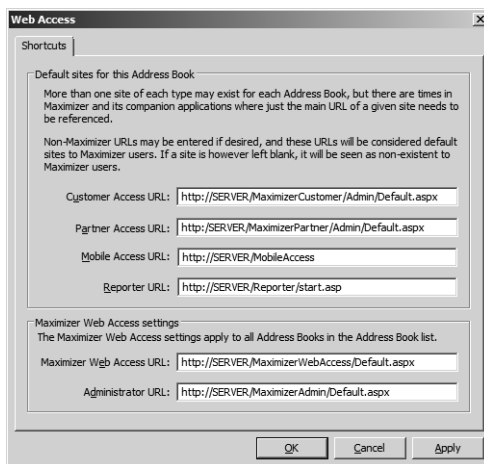 Web Access
Shortcuts
Default sites for this Address Book
More than one site of each type may exist for each Address Book, but there are times in
Maximizer and its companion applications where just the main URL of a given site needs to
be referenced.
Non-Maximizer URLs may be entered if desired, and these URLs will be considered default
sites to Maximizer users. If a site is however left blank, it will be seen as non-existent to
Maximizer users.
Customer Access URL: http://SERVER/MaximizerCustomer/Admin/Default.aspx
Partner Access URL: http:/SERVER/MaximizerPartner/Admin/Default.aspx
Mobile Access URL: http://SERVER/MobileAccess
Reporter URL: http://SERVER/Reporter/start.asp
Maximizer Web Access settings
The Maximizer Web Access settings apply to all Address Books in the Address Book list.
Maximizer Web Access URL: http://SERVER/MaximizerWebAccess/Default.aspx
Administrator URL: http://SERVER/MaximizerAdmin/Default.aspx
OK Cancel Apply